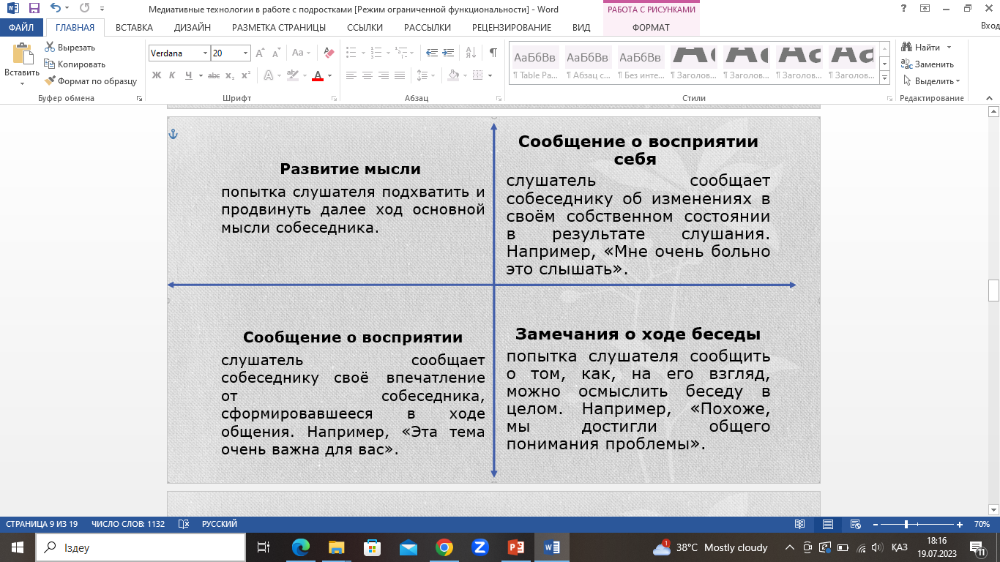 Медиативные технологии в работе с подростками [Режим ограниченной функциональности] - Word
РАБОТА С РИСУНКАМИ
?
ФАЙЛ ГЛАВНАЯ ВСТАВКА ДИЗАЙН РАЗМЕТКА СТРАНИЦЫ ССЫЛКИ РАССЫЛКИ РЕЦЕНЗИРОВАНИЕ ВИД ФОРМАТ
Вход
Вставить
Вырезать
Копировать
Формат по образцу
Буфер обмена
Verdana 20
Aa
Ж К Ч abc x₂ x²
Шрифт
Абзац
АаБбВв АаБбВв АаБбВв
¶ Table Pa... ¶ Абзац с... ¶ Без инте... ¶ Заголов... ¶ Заголов... ¶ Заголов... ¶ Заголов...
Стили
Найти
Заменить
Выделить
Редактирование
Развитие мысли
попытка слушателя подхватить и
продвинуть далее ход основной
мысли собеседника.
Сообщение о восприятии
себя
слушатель сообщает
собеседнику об изменениях в
своём собственном состоянии
в результате слушания.
Например, «Мне очень больно
это слышать».
Сообщение о восприятии
слушатель сообщает
собеседнику своё впечатление
от собеседника,
сформировавшееся в ходе
общения. Например, «Эта тема
очень важна для вас».
Замечания о ходе беседы
попытка слушателя сообщить
о том, как, на его взгляд,
можно осмыслить беседу в
целом. Например, «Похоже,
мы достигли общего
понимания проблемы».
СТРАНИЦА 9 ИЗ 19 ЧИСЛО СЛОВ: 1132 РУССКИЙ
70%
Іздеу
1
38°C Mostly cloudy
ҚАЗ
18:16
19.07.2023
11